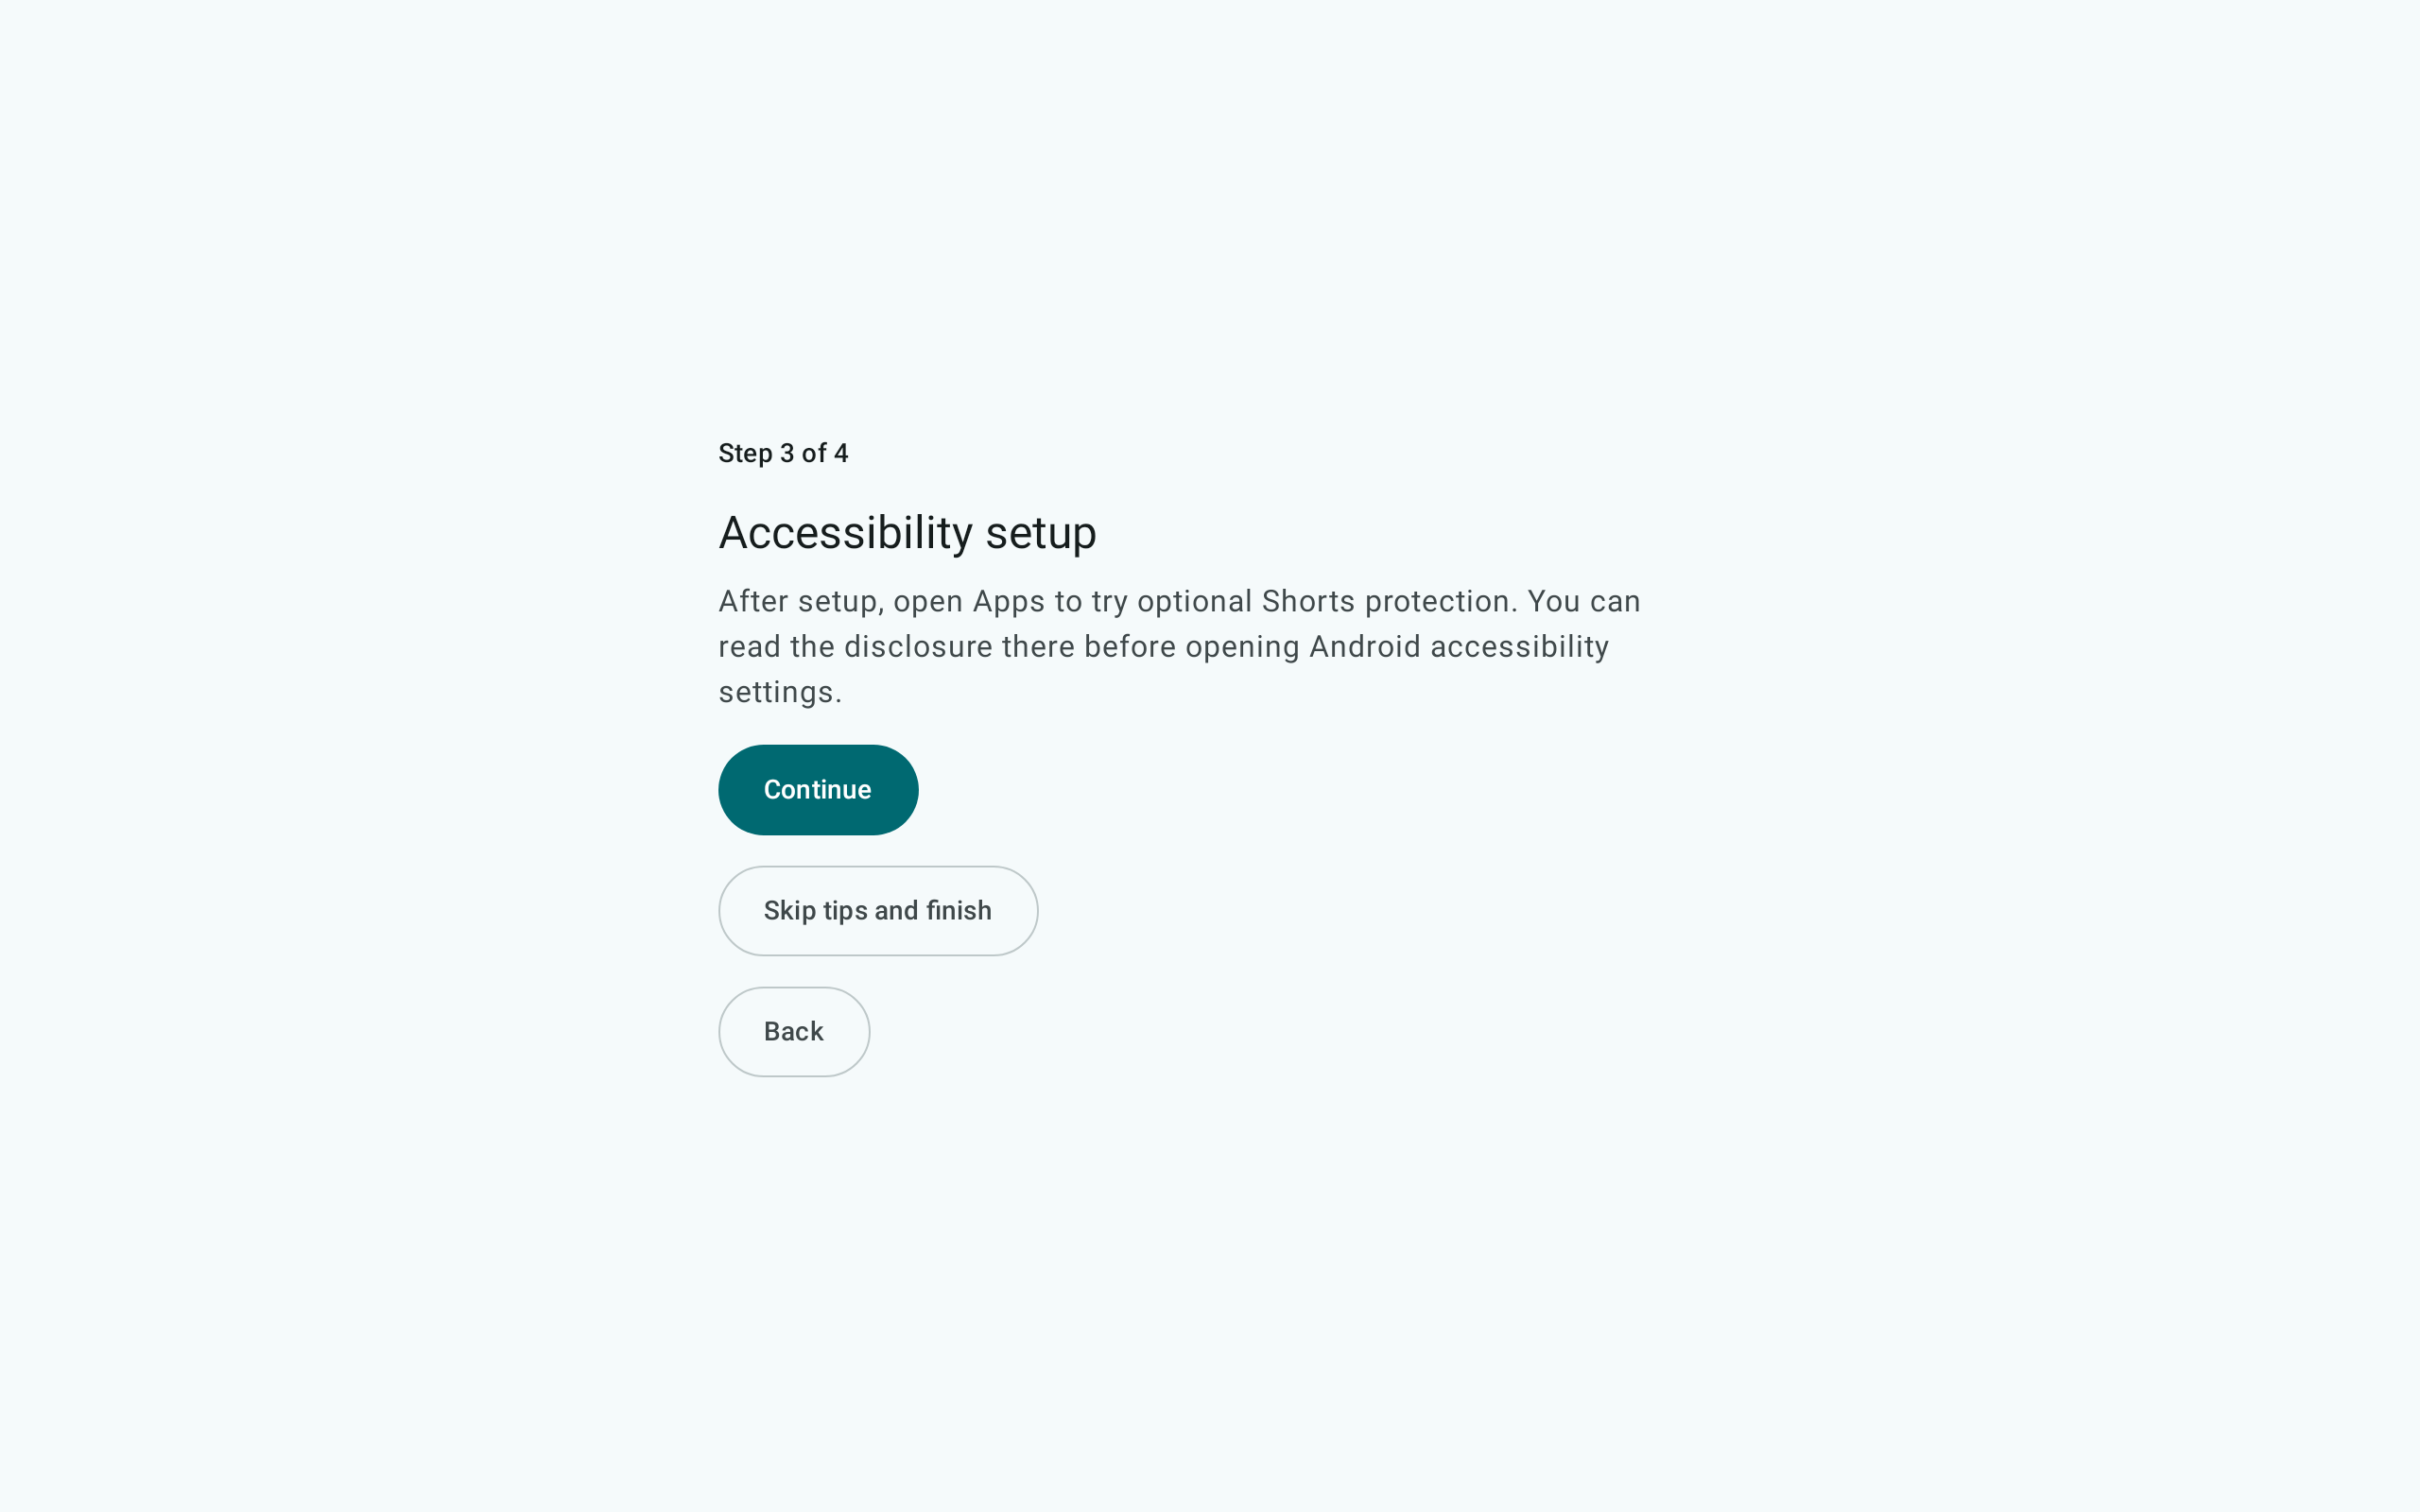 Step 3 of 4
Accessibility setup
After setup, open Apps to try optional Shorts protection. You can
read the disclosure there before opening Android accessibility
settings.
Continue
Skip tips and finish
Back